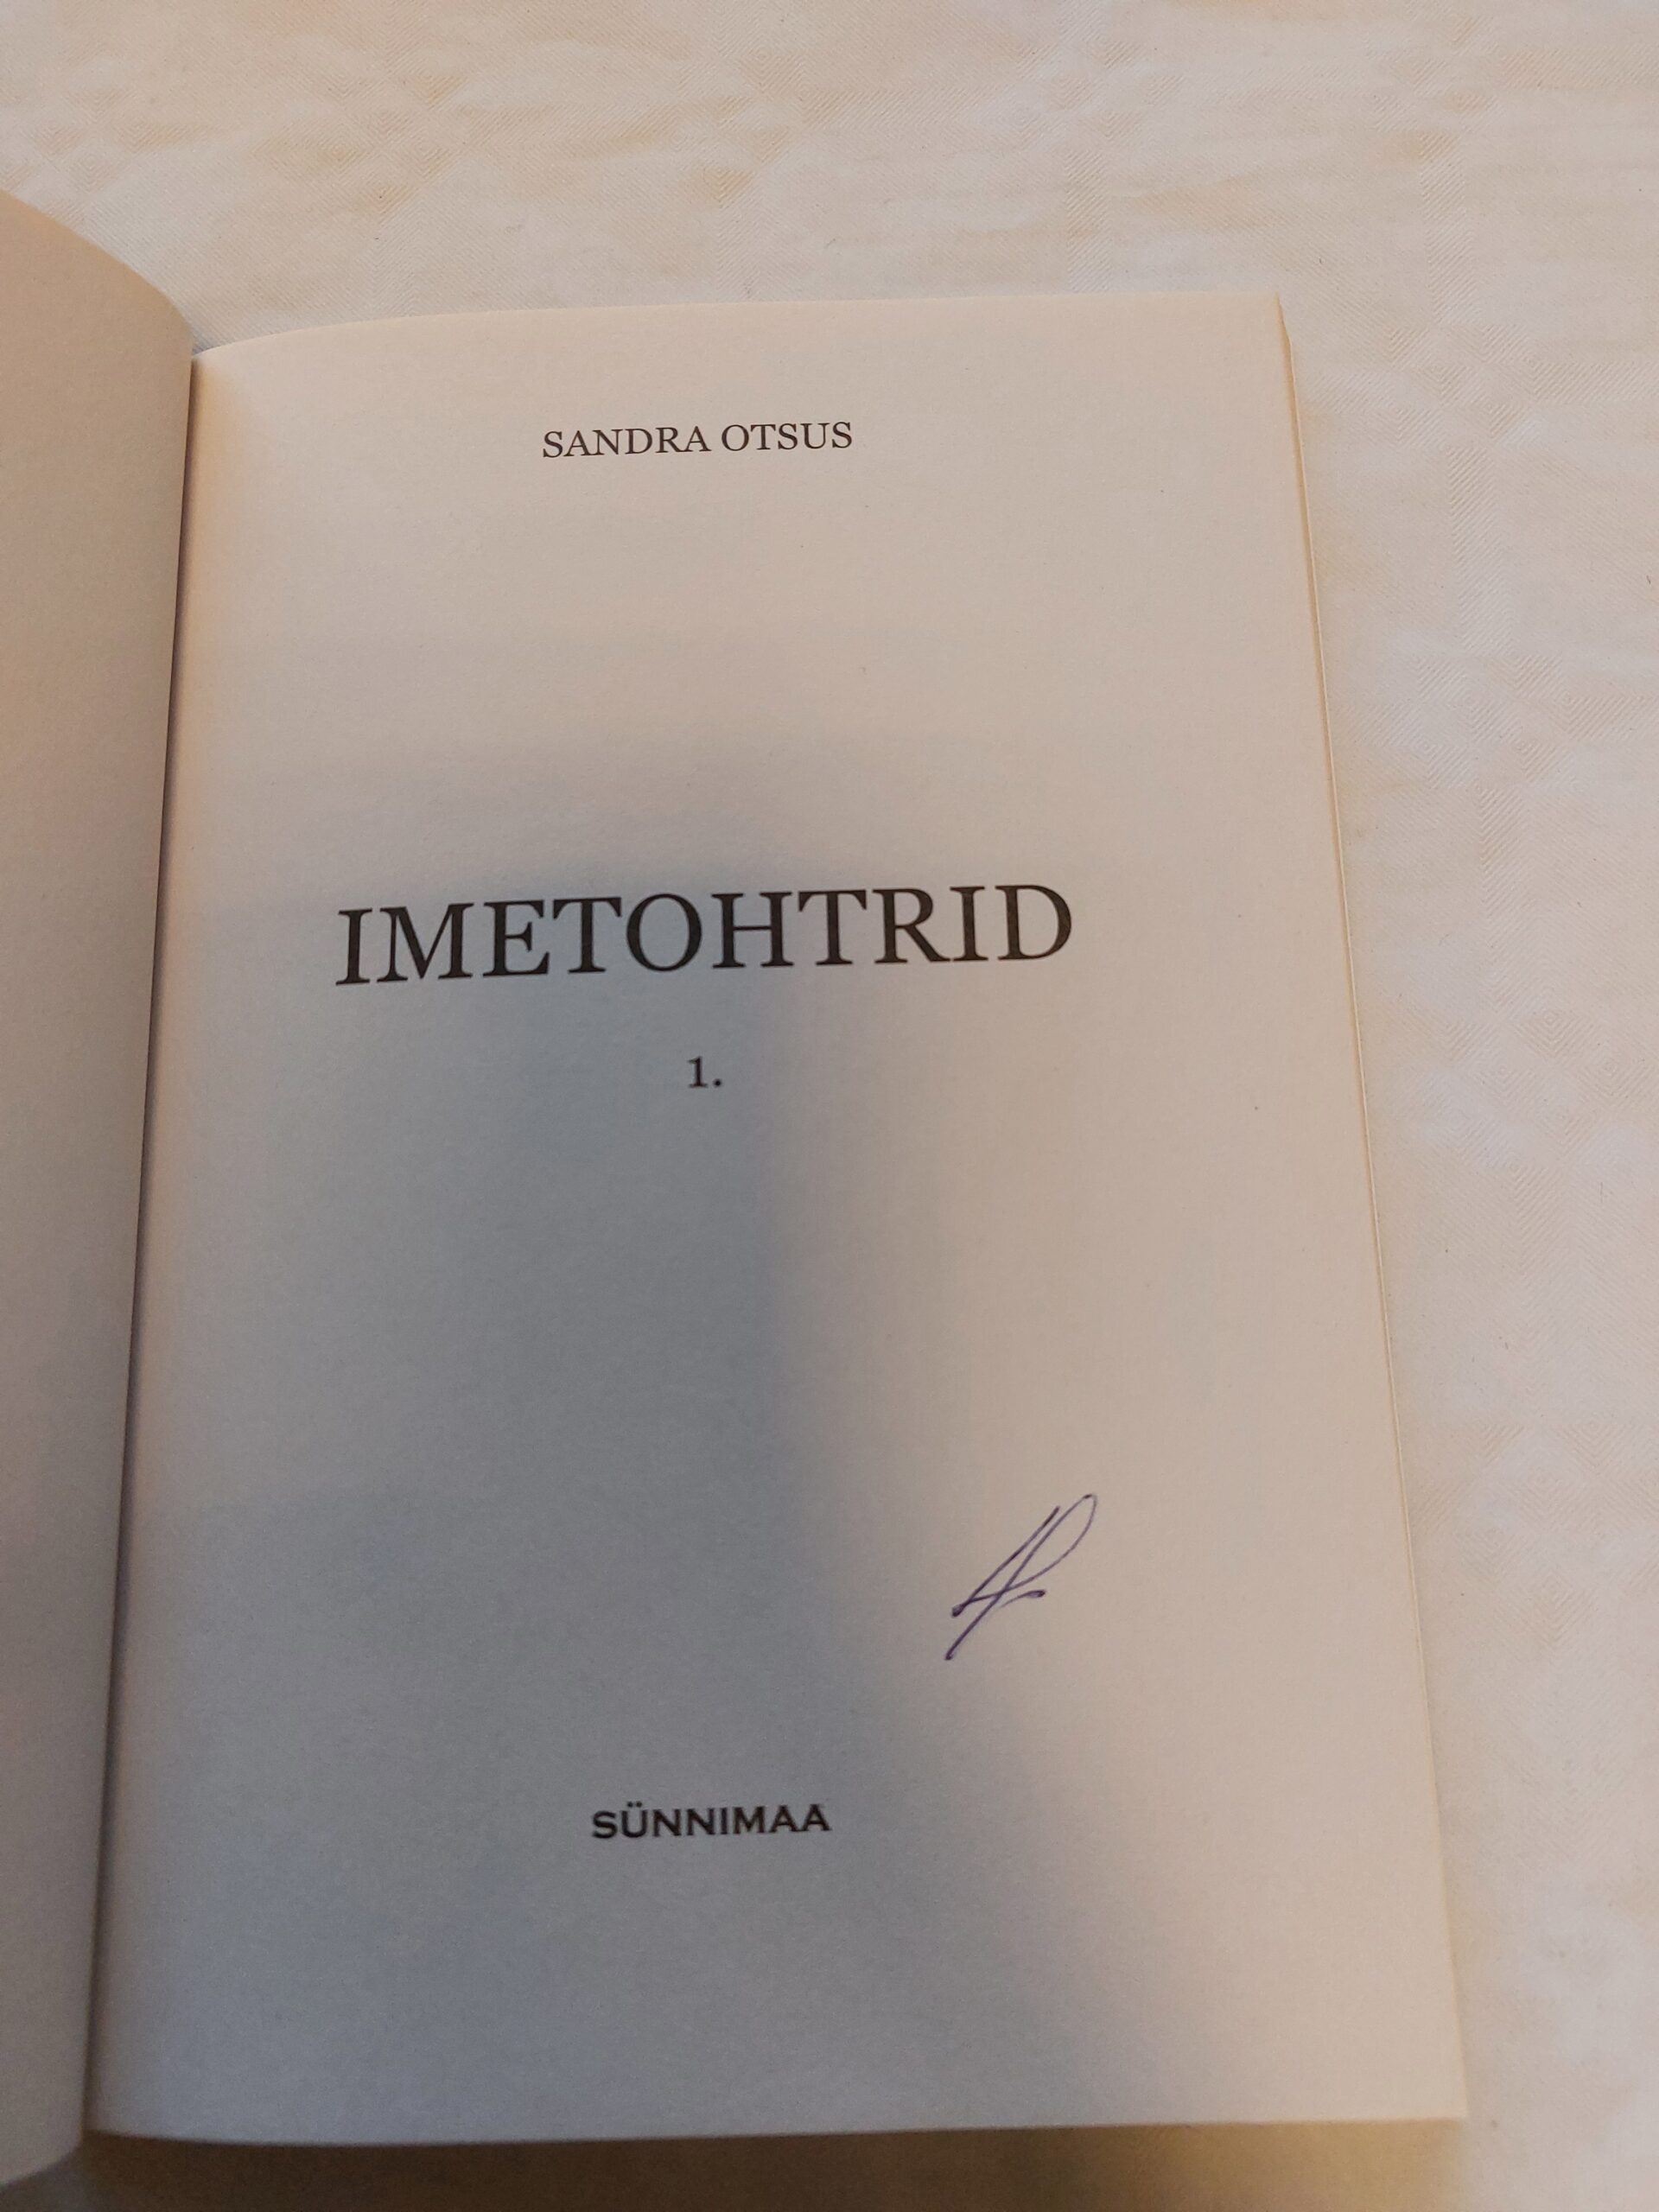 SANDRA OTSUS
IMETOHTRID
1.
SÜNNIMAA